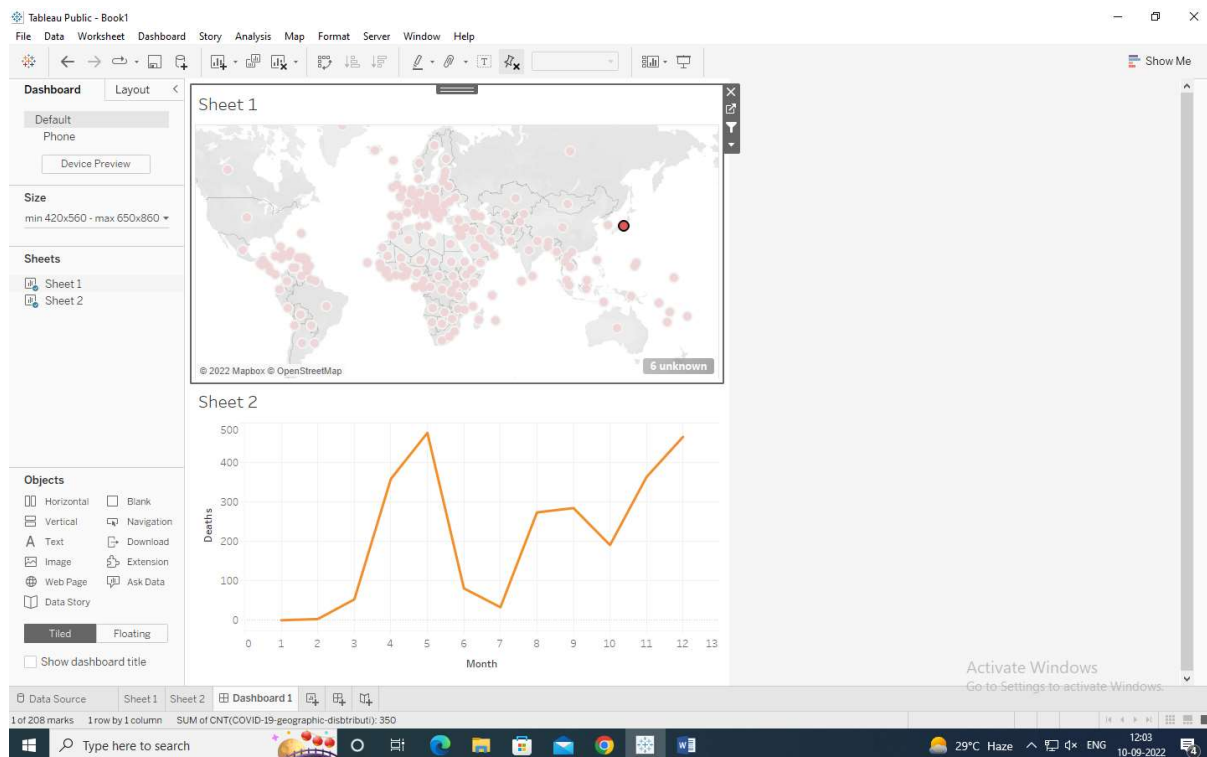 Tableau Public - Book1
File Data Worksheet Dashboard Story Analysis Map Format Server Window Help
Show Me
Dashboard Layout
Default
Phone
Device Preview
Size
min 420x560 - max 650x860
Sheets
Sheet 1
Sheet 2
Objects
Horizontal Blank
Vertical Navigation
A Text Download
Image Extension
Web Page Ask Data
Data Story
Tiled Floating
Show dashboard title
Sheet 1
© 2022 Mapbox © OpenStreetMap
6 unknown
Sheet 2
500
400
300
200
100
0
Deaths
0 1 2 3 4 5 6 7 8 9 10 11 12 13
Month
Activate Windows
Go to Settings to activate Windows.
Data Source Sheet 1 Sheet 2 Dashboard 1
1 of 208 marks 1 row by 1 column SUM of CNT(COVID-19-geographic-disbtributi): 350
Type here to search
29°C Haze ENG 12:03
10-09-2022